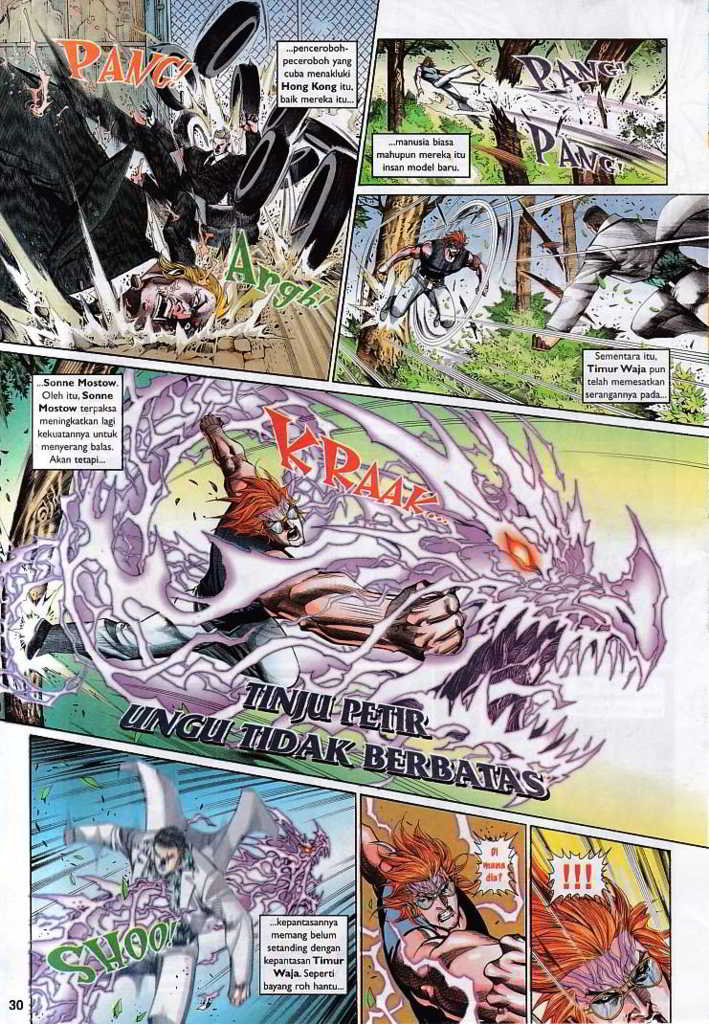 PANG!
...penceroboh-
peceroboh yang
cuba menakluki
Hong Kong itu,
baik mereka itu...
Argh!
PANG!
PANG!
...manusia biasa
mahupun mereka itu
insan model baru.
Sementara itu,
Timur Waja pun
telah memesatkan
serangannya pada...
...Sonne Mostow.
Oleh itu, Sonne
Mostow terpaksa
meningkatkan lagi
kekuatannya untuk
menyerang balas.
Akan tetapi...
KRAAK...
TINJU PETIR
UNGU TIDAK BERBATAS
SHOO!
...kepantasannya
memang belum
setanding dengan
kepantasan Timur
Waja. Seperti
bayang roh hantu...
Di
mana
dia?
!!!
30